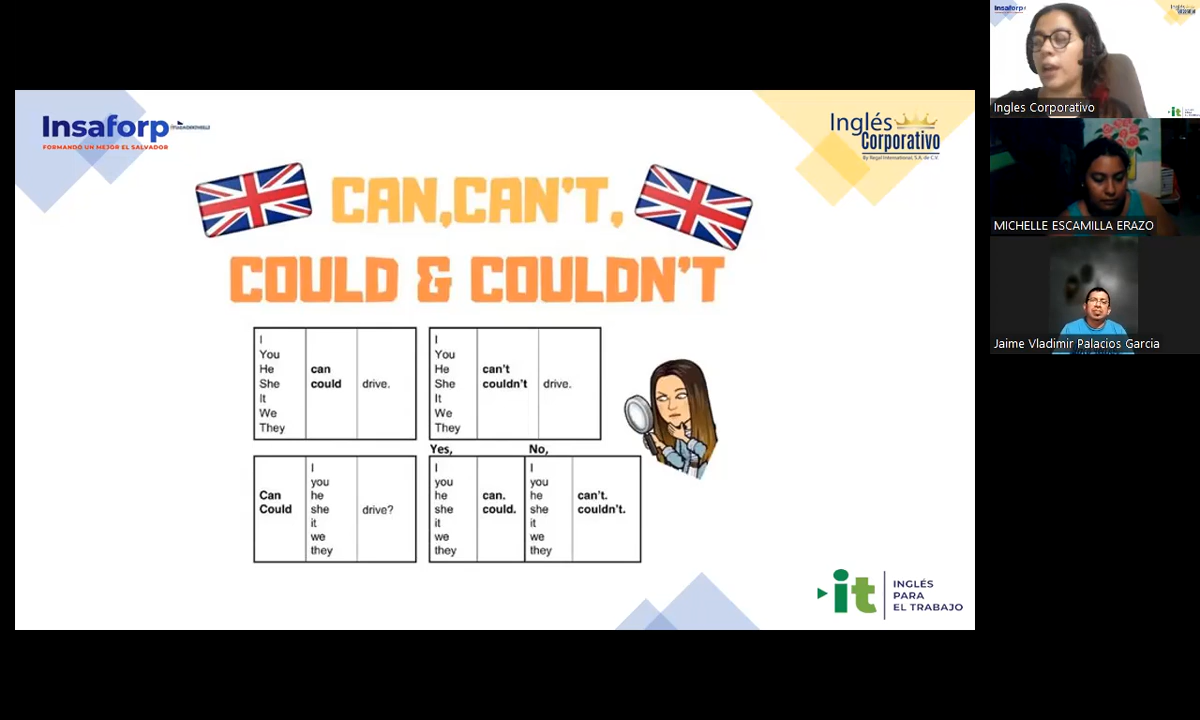 Insaforp
FORMANDO UN MEJOR EL SALVADOR
Inglés
Corporativo
By Regal International, S.A. de C.V.
CAN,CAN'T,
COULD & COULDN'T
I
You
He
She
It
We
They
can
could
drive.
I
You
He
She
It
We
They
can't
couldn't
drive.
Can
Could
I
you
he
she
it
we
they
drive?
Yes,
I
you
he
she
it
we
they
can.
could.
No,
I
you
he
she
it
we
they
can't.
couldn't.
it
INGLÉS
PARA
EL TRABAJO
Insaforp
Ingles Corporativo
it
MICHELLE ESCAMILLA ERAZO
Jaime Vladimir Palacios Garcia